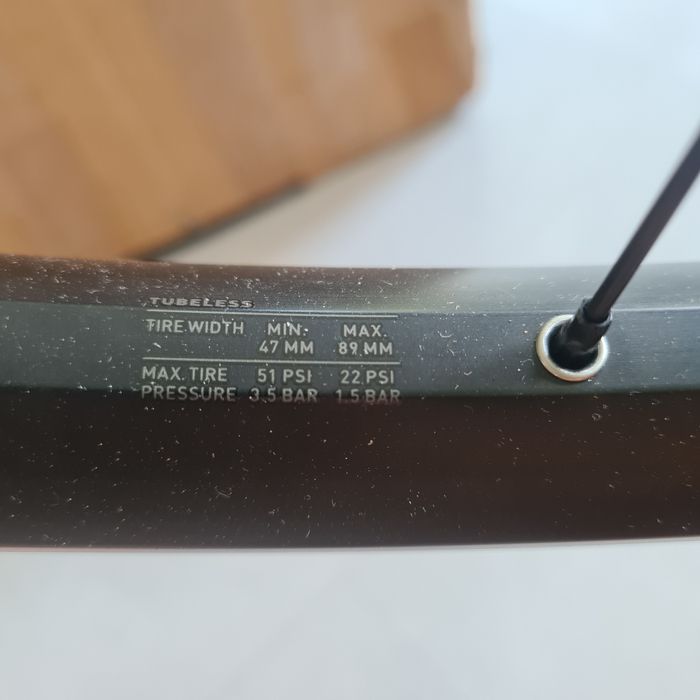 TUBELESS
TIRE WIDTH MIN. MAX.
47 MM 89 MM
MAX. TIRE 51 PSI 22 PSI
PRESSURE 3.5 BAR 1.5 BAR